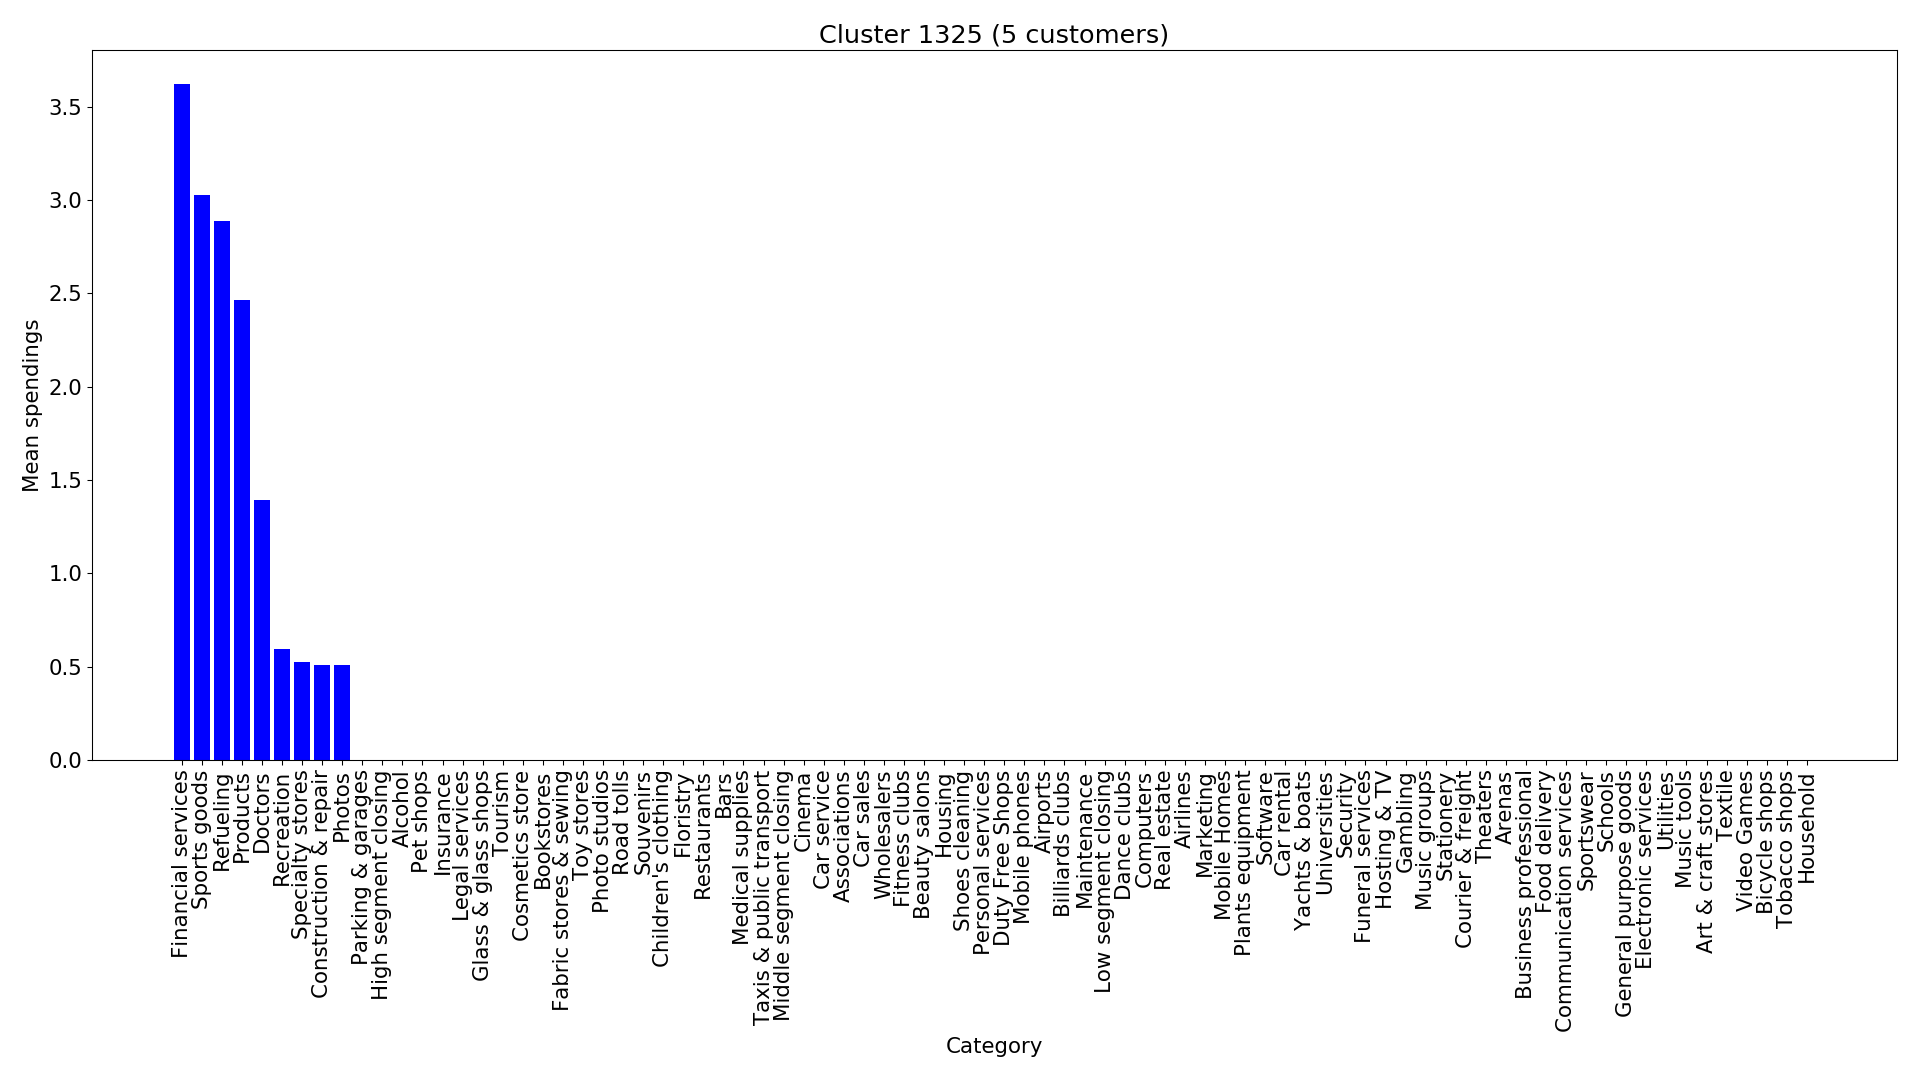 Cluster 1325 (5 customers)
Mean spendings
3.5
3.0
2.5
2.0
1.5
1.0
0.5
0.0
Financial services
Sports goods
Refueling
Products
Doctors
Recreation
Specialty stores
Construction & repair
Photos
Parking & garages
High segment closing
Alcohol
Pet shops
Insurance
Legal services
Glass & glass shops
Tourism
Cosmetics store
Bookstores
Fabric stores & sewing
Toy stores
Photo studios
Road tolls
Souvenirs
Children's clothing
Floristry
Restaurants
Bars
Medical supplies
Taxis & public transport
Middle segment closing
Cinema
Car service
Associations
Car sales
Wholesalers
Fitness clubs
Beauty salons
Housing
Shoes cleaning
Personal services
Duty Free Shops
Mobile phones
Airports
Billiards clubs
Maintenance
Low segment closing
Dance clubs
Computers
Real estate
Airlines
Marketing
Mobile Homes
Plants equipment
Software
Car rental
Yachts & boats
Universities
Security
Funeral services
Hosting & TV
Gambling
Music groups
Stationery
Courier & freight
Theaters
Arenas
Business professional
Food delivery
Communication services
Sportswear
Schools
General purpose goods
Electronic services
Utilities
Music tools
Art & craft stores
Textile
Video Games
Bicycle shops
Tobacco shops
Household
Category